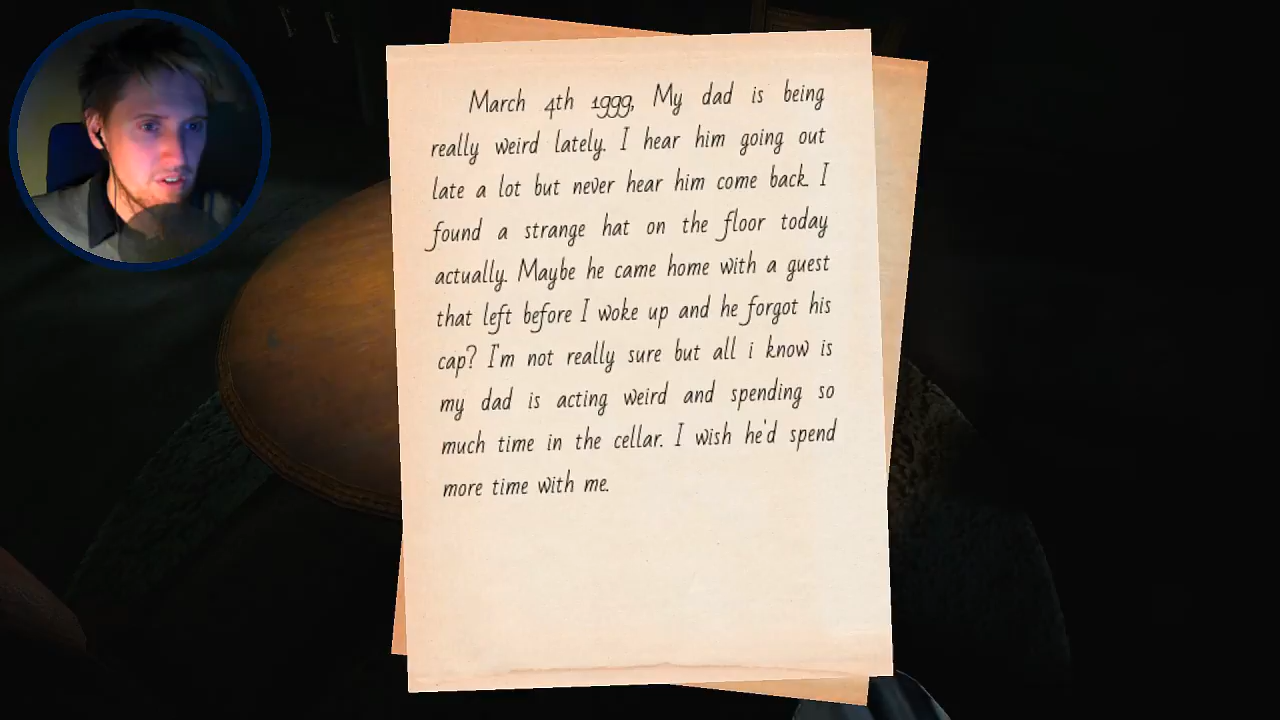 March 4th 1999, My dad is being
really weird lately. I hear him going out
late a lot but never hear him come back. I
found a strange hat on the floor today
actually. Maybe he came home with a guest
that left before I woke up and he forgot his
cap? I'm not really sure but all i know is
my dad is acting weird and spending so
much time in the cellar. I wish he'd spend
more time with me.